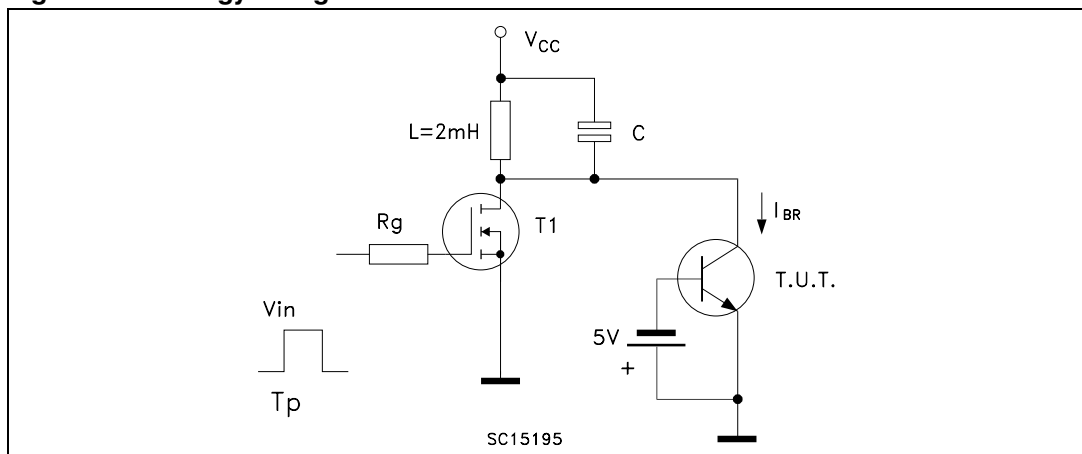 V_CC
L=2mH
C
Rg
T1
I_BR
T.U.T.
Vin
5V
+
Tp
SC15195